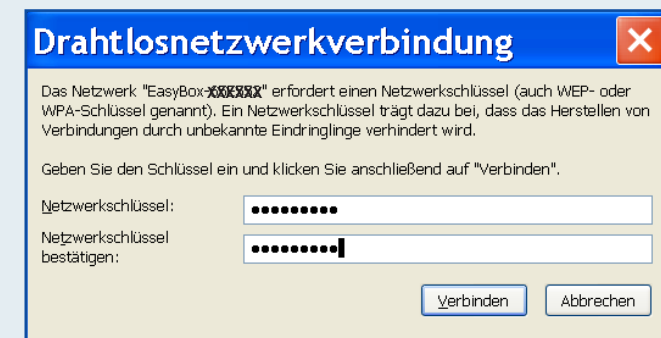 Drahtlosnetzwerkverbindung
Das Netzwerk "EasyBox-XXXXXX" erfordert einen Netzwerkschlüssel (auch WEP- oder
WPA-Schlüssel genannt). Ein Netzwerkschlüssel trägt dazu bei, dass das Herstellen von
Verbindungen durch unbekannte Eindringlinge verhindert wird.
Geben Sie den Schlüssel ein und klicken Sie anschließend auf "Verbinden".
Netzwerkschlüssel: •••••••••
Netzwerkschlüssel
bestätigen: •••••••••
Verbinden Abbrechen